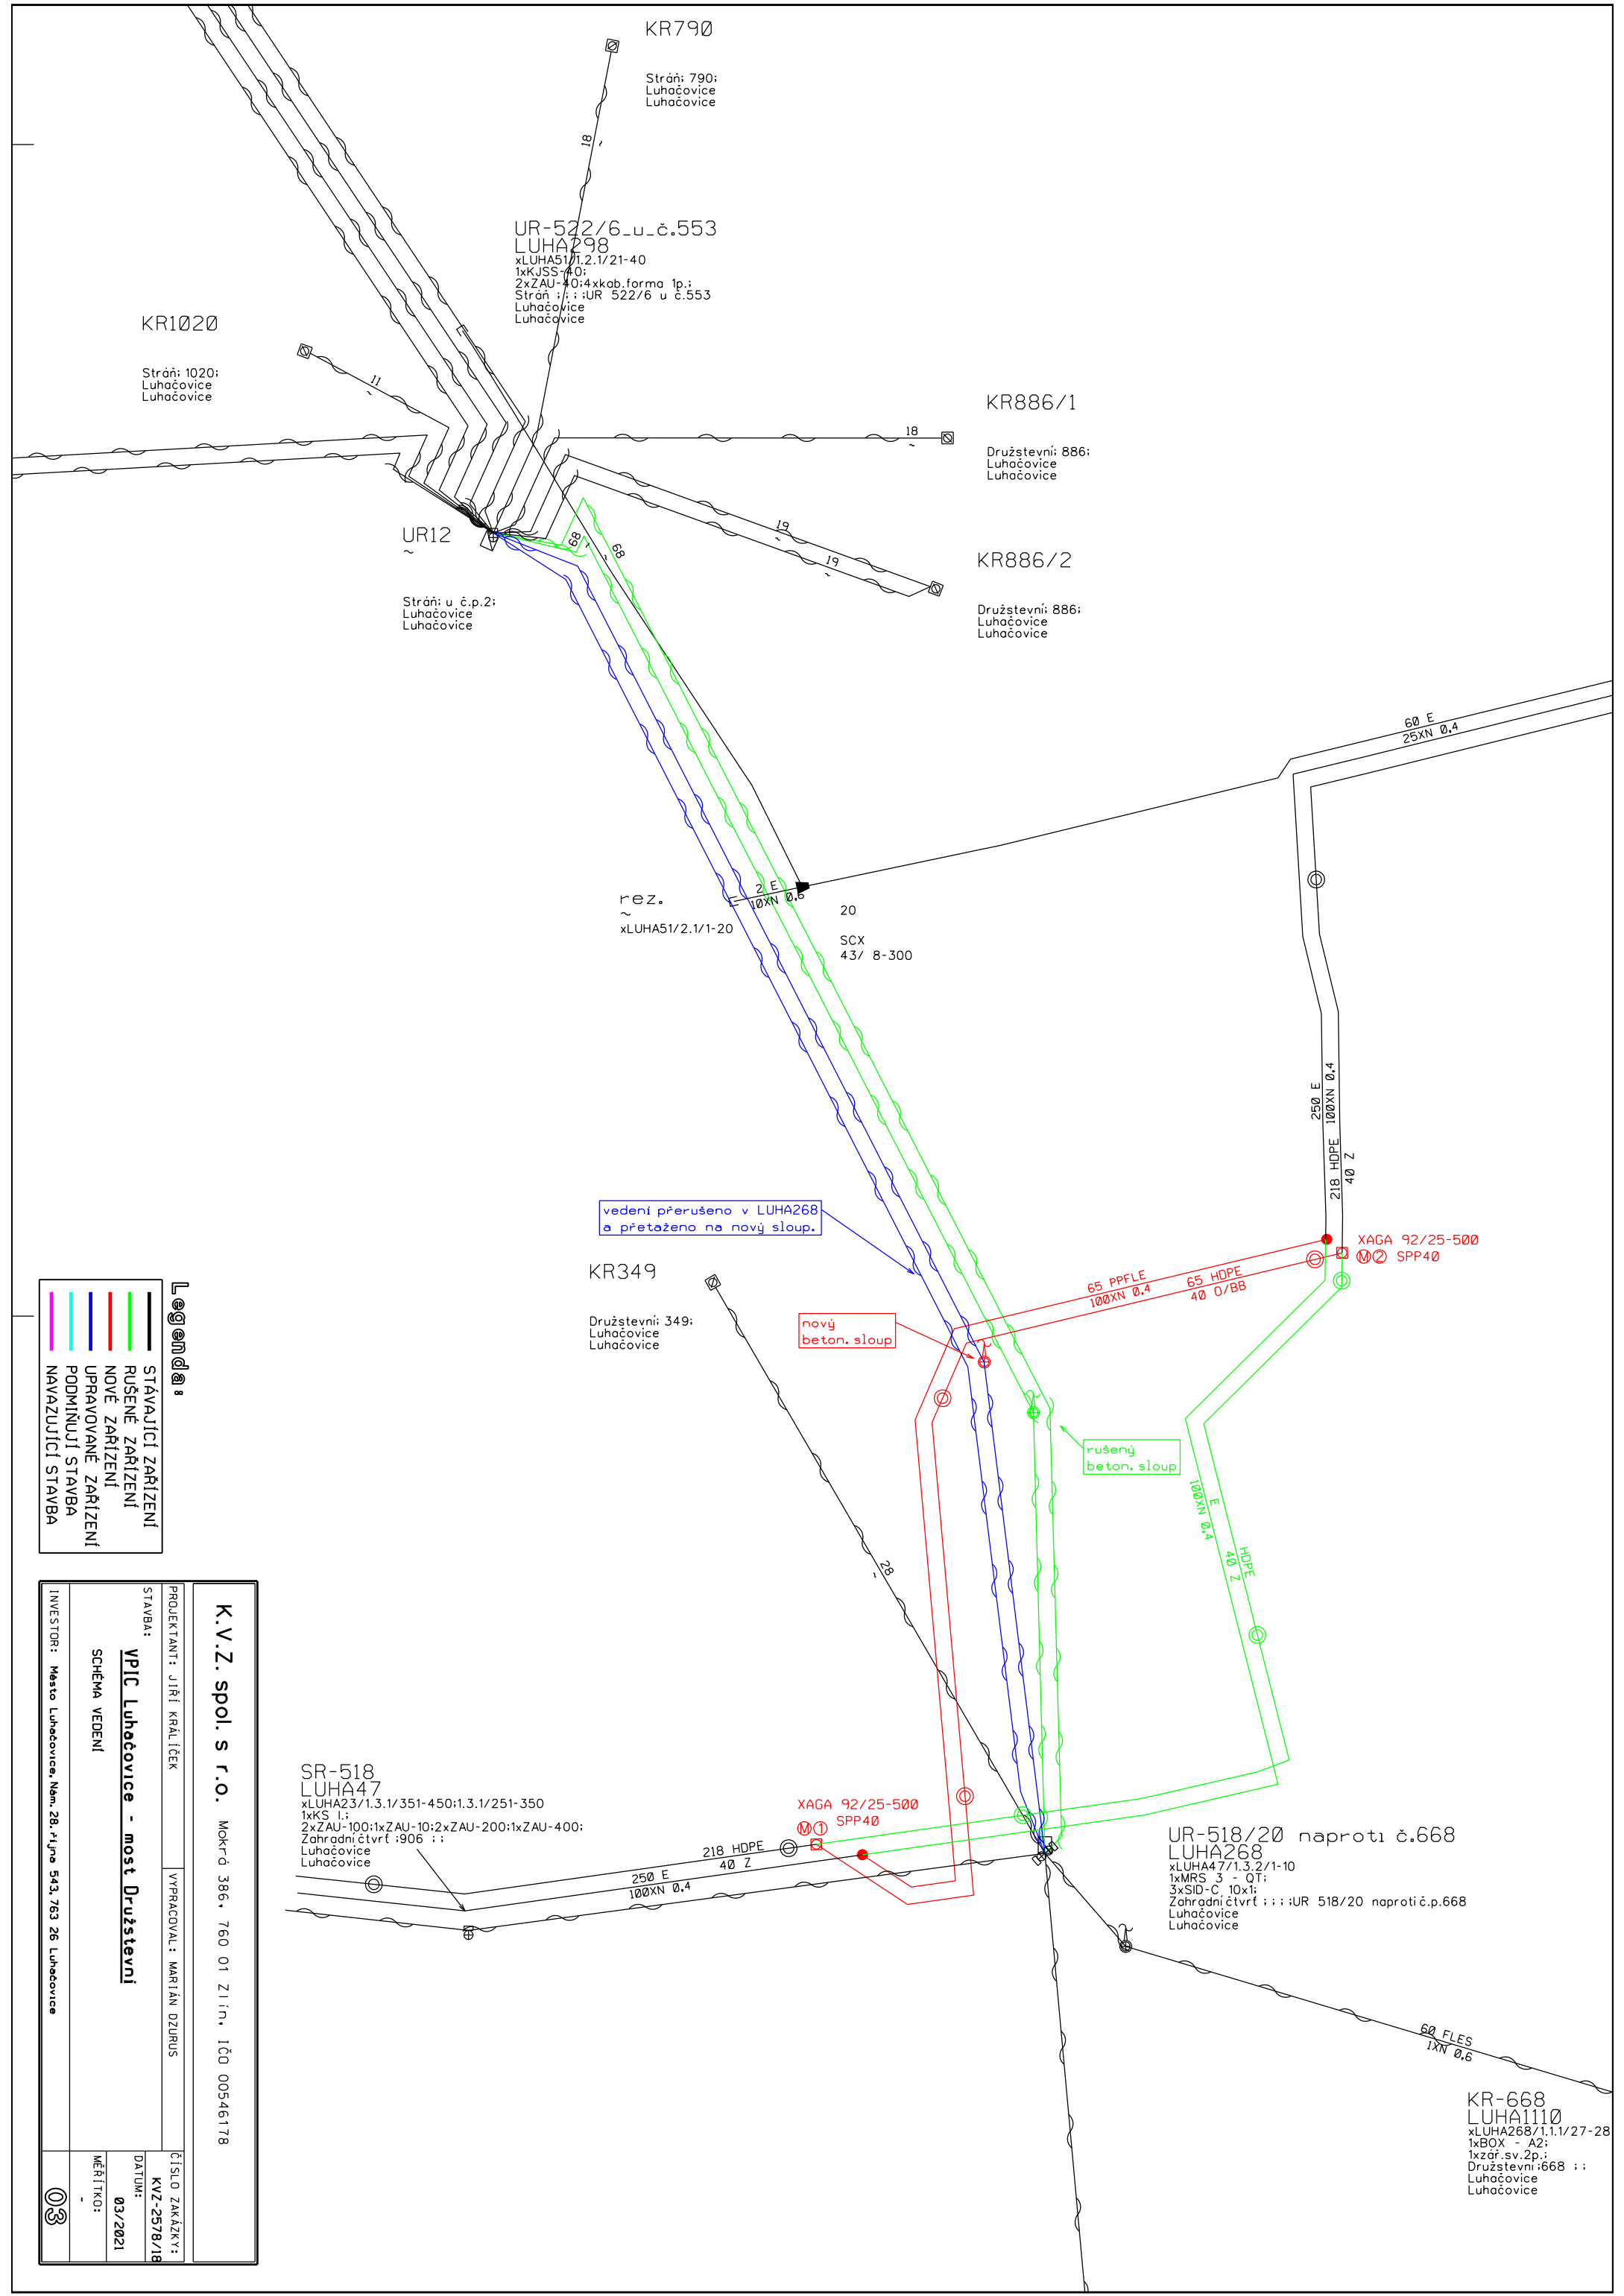 KR790
Stráň; 790;
Luhačovice
Luhačovice
18
~
UR-522/6_u_č.553
LUHA298
xLUHA51/1.2.1/21-40
1xKJSS-40;
2xZAU-40;4xkab.forma 1p.;
Stráň ;;;;UR 522/6 u č.553
Luhačovice
Luhačovice
KR1020
Stráň; 1020;
Luhačovice
Luhačovice
11
~
KR886/1
Družstevní; 886;
Luhačovice
Luhačovice
18
~
19
~
19
~
KR886/2
Družstevní; 886;
Luhačovice
Luhačovice
UR12
~
Stráň; u č.p.2;
Luhačovice
Luhačovice
68
~
68
~
60 E
25XN 0.4
rez.
~
xLUHA51/2.1/1-20
2 E
10XN 0.6
20
SCX
43/ 8-300
250 E
100XN 0.4
218 HDPE
40 Z
vedení přerušeno v LUHA268
a přetaženo na nový sloup.
XAGA 92/25-500
M 2 SPP40
65 PPFLE
100XN 0.4
65 HDPE
40 O/BB
KR349
Družstevní; 349;
Luhačovice
Luhačovice
nový
beton. sloup
rušený
beton. sloup
E
100XN 0.4
HDPE
40 Z
28
~
Legenda:
STÁVAJÍCÍ ZAŘÍZENÍ
RUŠENÉ ZAŘÍZENÍ
NOVÉ ZAŘÍZENÍ
UPRAVOVANÉ ZAŘÍZENÍ
PODMIŇUJÍ STAVBA
NAVAZUJÍCÍ STAVBA
SR-518
LUHA47
xLUHA23/1.3.1/351-450;1.3.1/251-350
1xKS I.;
2xZAU-100;1xZAU-10;2xZAU-200;1xZAU-400;
Zahradní čtvrť ;906 ;;
Luhačovice
Luhačovice
XAGA 92/25-500
M 1 SPP40
218 HDPE
40 Z
250 E
100XN 0.4
UR-518/20 naproti č.668
LUHA268
xLUHA47/1.3.2/1-10
1xMRS 3 - QT;
3xSID-C 10x1;
Zahradní čtvrť ;;;;UR 518/20 naproti č.p.668
Luhačovice
Luhačovice
60 FLES
1XN 0.6
KR-668
LUHA1110
xLUHA268/1.1.1/27-28
1xBOX - A2;
1xzář.sv.2p.;
Družstevní ;668 ;;
Luhačovice
Luhačovice
K.V.Z. spol. s r.o. Mokrá 386, 760 01 Zlín, IČO 00546178
PROJEKTANT: JIŘÍ KRÁLÍČEK
VYPRACOVAL: MARIÁN DZURUS
ČÍSLO ZAKÁZKY:
KVZ-2578/18
STAVBA:
VPIC Luhačovice - most Družstevní
DATUM:
03/2021
SCHÉMA VEDENÍ
MĚŘÍTKO:
-
INVESTOR: Město Luhačovice, Nám. 28. října 543, 763 26 Luhačovice
03